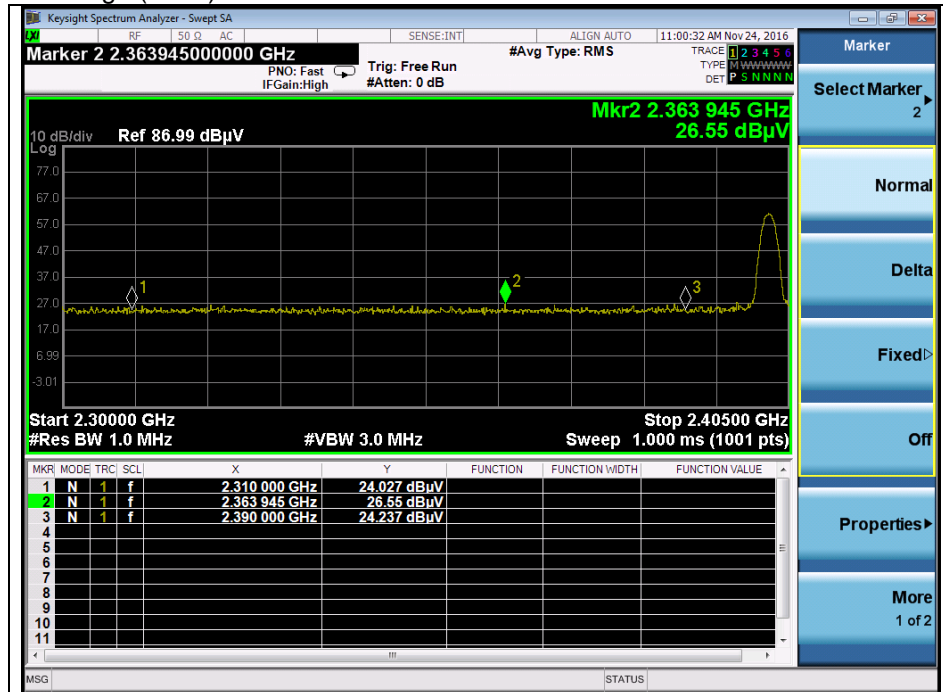 Keysight Spectrum Analyzer - Swept SA
LXI RF 50 Ω AC SENSE:INT ALIGN AUTO 11:00:32 AM Nov 24, 2016
Marker 2 2.363945000000 GHz #Avg Type: RMS TRACE 1 2 3 4 5 6
PNO: Fast Trig: Free Run TYPE M WWWWW
IFGain:High #Atten: 0 dB DET P S N N N N
Mkr2 2.363 945 GHz
10 dB/div Ref 86.99 dBµV 26.55 dBµV
Log
77.0
67.0
57.0
47.0
37.0
27.0
17.0
6.99
-3.01
1
2
3
Start 2.30000 GHz Stop 2.40500 GHz
#Res BW 1.0 MHz #VBW 3.0 MHz Sweep 1.000 ms (1001 pts)
MKR MODE TRC SCL X Y FUNCTION FUNCTION WIDTH FUNCTION VALUE
1 N 1 f 2.310 000 GHz 24.027 dBµV
2 N 1 f 2.363 945 GHz 26.55 dBµV
3 N 1 f 2.390 000 GHz 24.237 dBµV
4
5
6
7
8
9
10
11
MSG STATUS
Marker
Select Marker
2
Normal
Delta
Fixed
Off
Properties
More
1 of 2